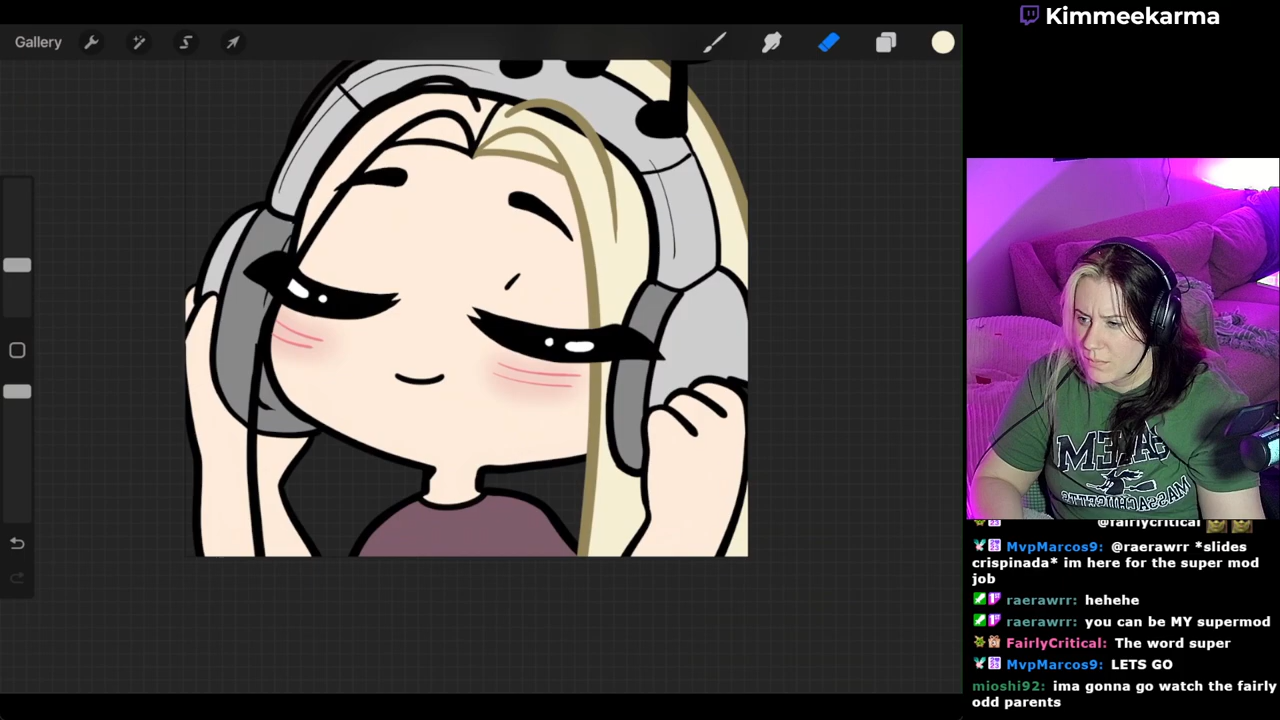 Kimmeekarma
Gallery
MAEM
MASSACHUSETTS
@fairlycritical
MvpMarcos9: @raerawrr *slides
crispinada* im here for the super mod
job
raerawrr: hehehe
raerawrr: you can be MY supermod
FairlyCritical: The word super
MvpMarcos9: LETS GO
mioshi92: ima gonna go watch the fairly
odd parents